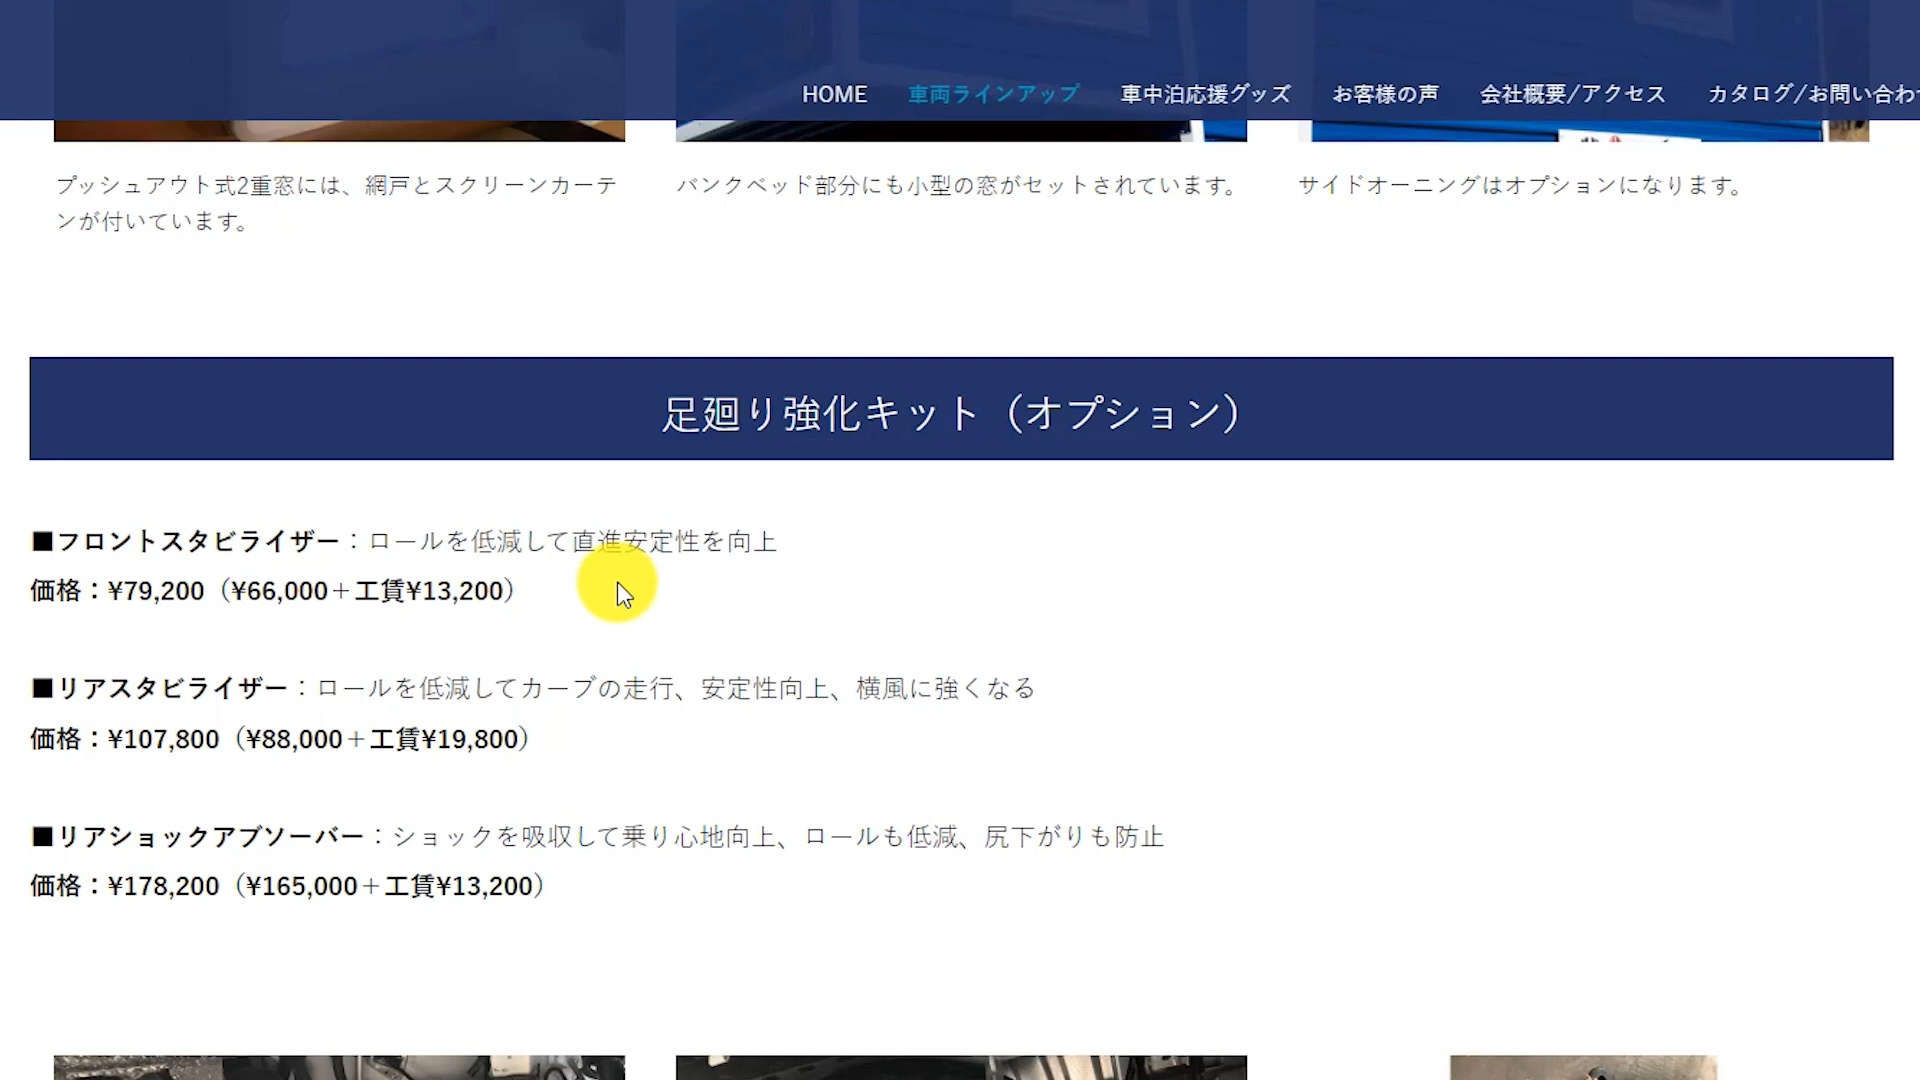 HOME 車両ラインアップ 車中泊応援グッズ お客様の声 会社概要/アクセス カタログ/お問い合わ
プッシュアウト式2重窓には、網戸とスクリーンカーテ
ンが付いています。
バンクベッド部分にも小型の窓がセットされています。
サイドオーニングはオプションになります。
足廻り強化キット（オプション）
■フロントスタビライザー：ロールを低減して直進安定性を向上
価格：¥79,200（¥66,000＋工賃¥13,200）
■リアスタビライザー：ロールを低減してカーブの走行、安定性向上、横風に強くなる
価格：¥107,800（¥88,000＋工賃¥19,800）
■リアショックアブソーバー：ショックを吸収して乗り心地向上、ロールも低減、尻下がりも防止
価格：¥178,200（¥165,000＋工賃¥13,200）